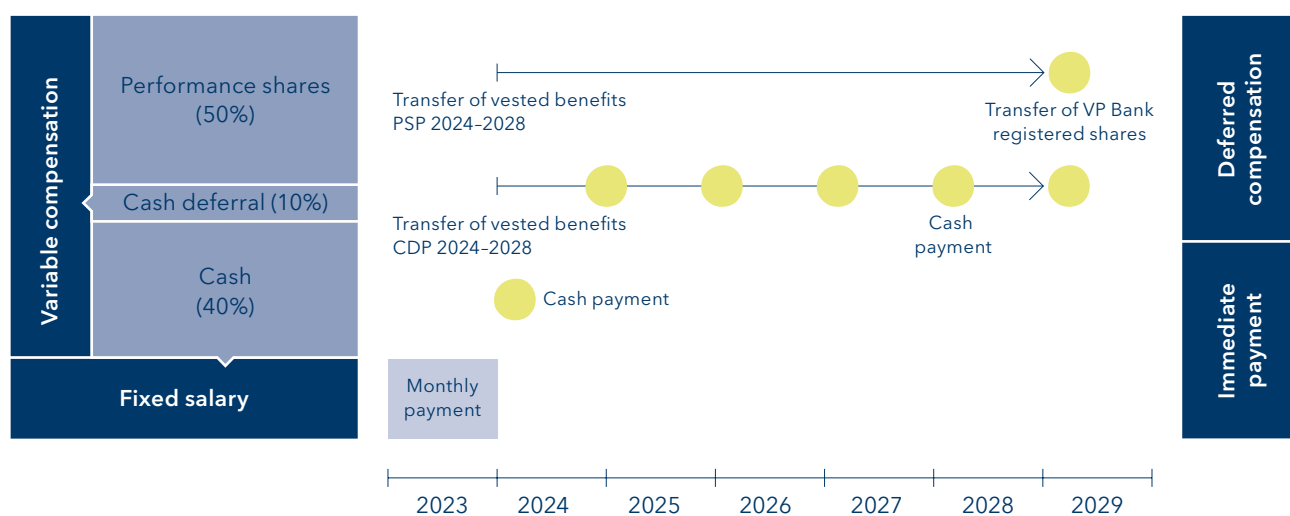 Variable compensation
Performance shares
(50%)
Cash deferral (10%)
Cash
(40%)
Fixed salary
Transfer of vested benefits
PSP 2024–2028
Transfer of VP Bank
registered shares
Transfer of vested benefits
CDP 2024–2028
Cash
payment
Cash payment
Monthly
payment
2023
2024
2025
2026
2027
2028
2029
Deferred
compensation
Immediate
payment